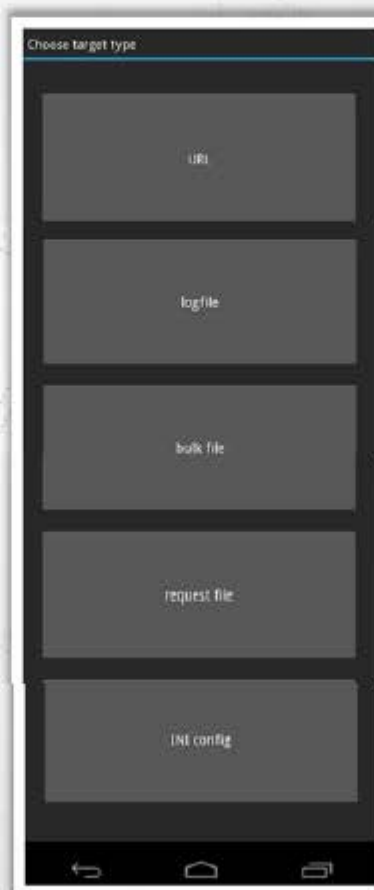 Choose target type
URL
logfile
bulk file
request file
INI config